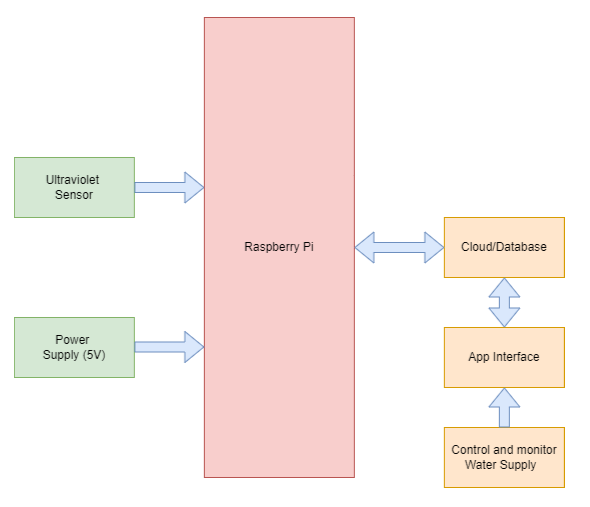 Ultraviolet
Sensor
Raspberry Pi
Cloud/Database
Power
Supply (5V)
App Interface
Control and monitor
Water Supply